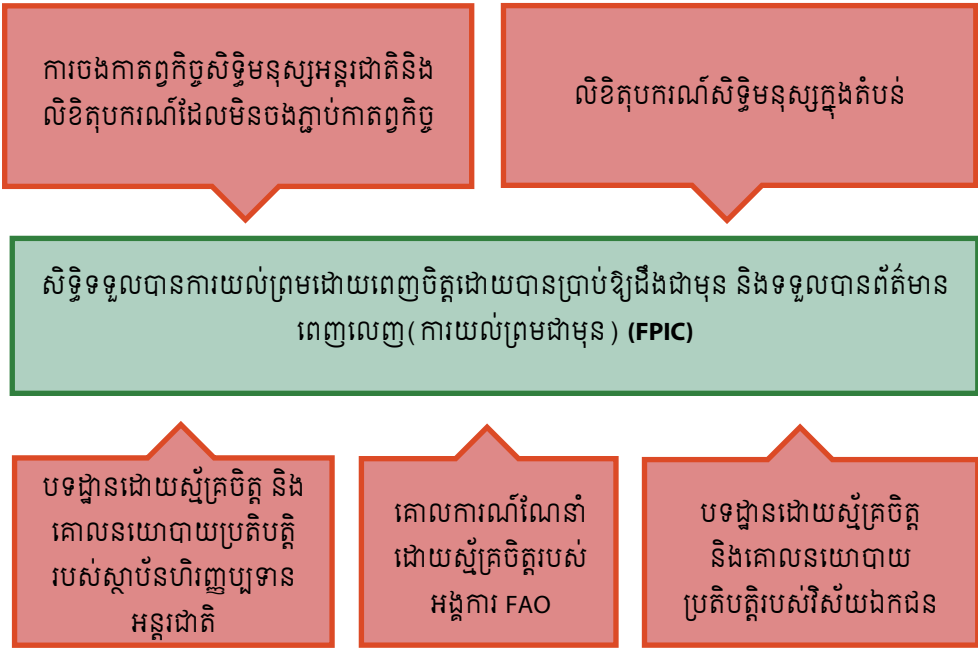 ការចងកាតព្វកិច្ចសិទ្ធិមនុស្សអន្តរជាតិនិង
លិខិតុបករណ៍ដែលមិនចងភ្ជាប់កាតព្វកិច្ច
លិខិតុបករណ៍សិទ្ធិមនុស្សក្នុងតំបន់
សិទ្ធិទទួលបានការយល់ព្រមដោយពេញចិត្តដោយបានប្រាប់ឱ្យដឹងជាមុន និងទទួលបានព័ត៌មាន
ពេញលេញ(ការយល់ព្រមជាមុន) (FPIC)
បទដ្ឋានដោយស្ម័គ្រចិត្ត និង
គោលនយោបាយប្រតិបត្តិ
របស់ស្ថាប័នហិរញ្ញប្បទាន
អន្តរជាតិ
គោលការណ៍ណែនាំ
ដោយស្ម័គ្រចិត្តរបស់
អង្គការ FAO
បទដ្ឋានដោយស្ម័គ្រចិត្ត
និងគោលនយោបាយ
ប្រតិបត្តិរបស់វិស័យឯកជន